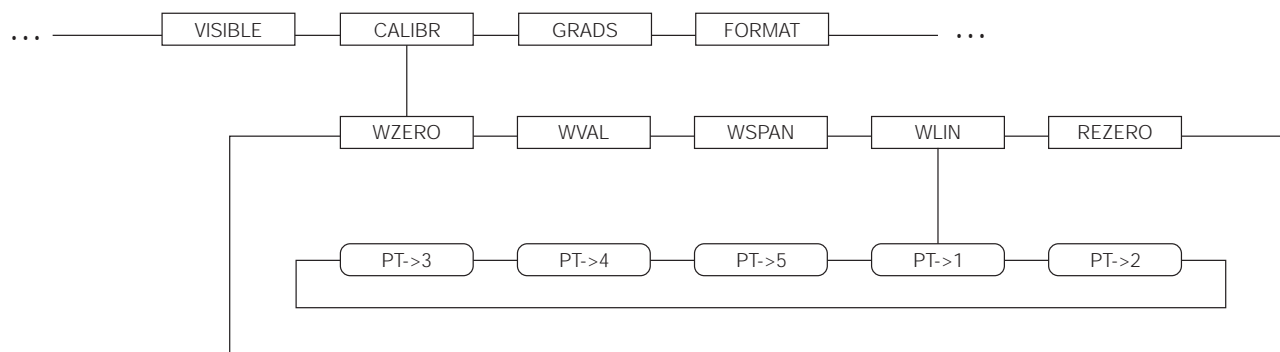 ... VISIBLE CALIBR GRADS FORMAT ...
WZERO WVAL WSPAN WLIN REZERO
PT->3 PT->4 PT->5 PT->1 PT->2